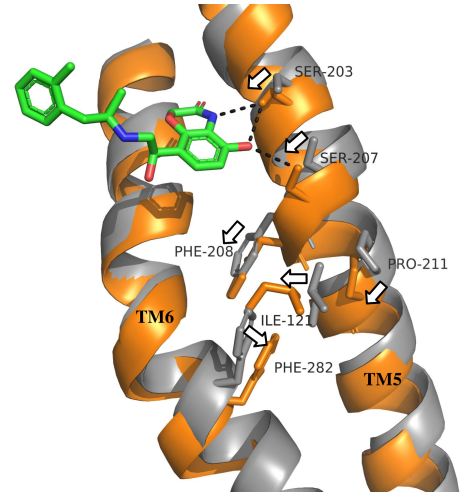 SER-203
SER-207
PHE-208
PRO-211
TM6
ILE-121
PHE-282
TM5